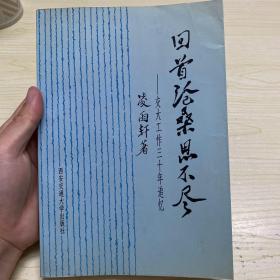 回首沧桑思不尽
——交大工作三十年追忆
凌雨轩著
西安交通大学出版社